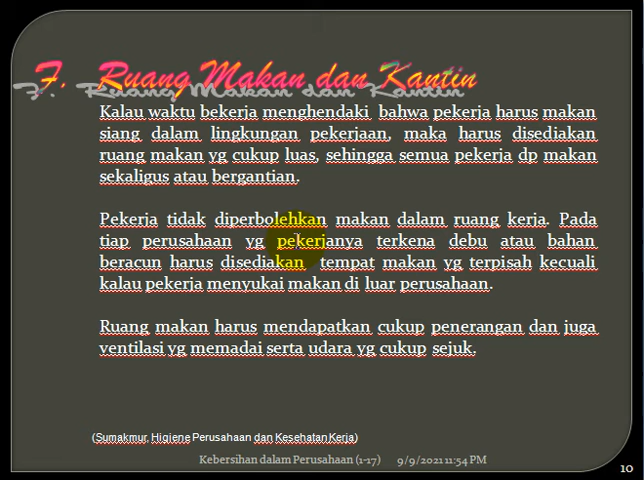 F. Ruang Makan dan Kantin
Kalau waktu bekerja menghendaki bahwa pekerja harus makan
siang dalam lingkungan pekerjaan, maka harus disediakan
ruang makan yg cukup luas, sehingga semua pekerja dp makan
sekaligus atau bergantian.
Pekerja tidak diperbolehkan makan dalam ruang kerja. Pada
tiap perusahaan yg pekerjanya terkena debu atau bahan
beracun harus disediakan tempat makan yg terpisah kecuali
kalau pekerja menyukai makan di luar perusahaan.
Ruang makan harus mendapatkan cukup penerangan dan juga
ventilasi yg memadai serta udara yg cukup sejuk.
(Sumakmur, Higiene Perusahaan dan Kesehatan Kerja)
Kebersihan dalam Perusahaan (1-17) 9/9/2021 11:54 PM
10